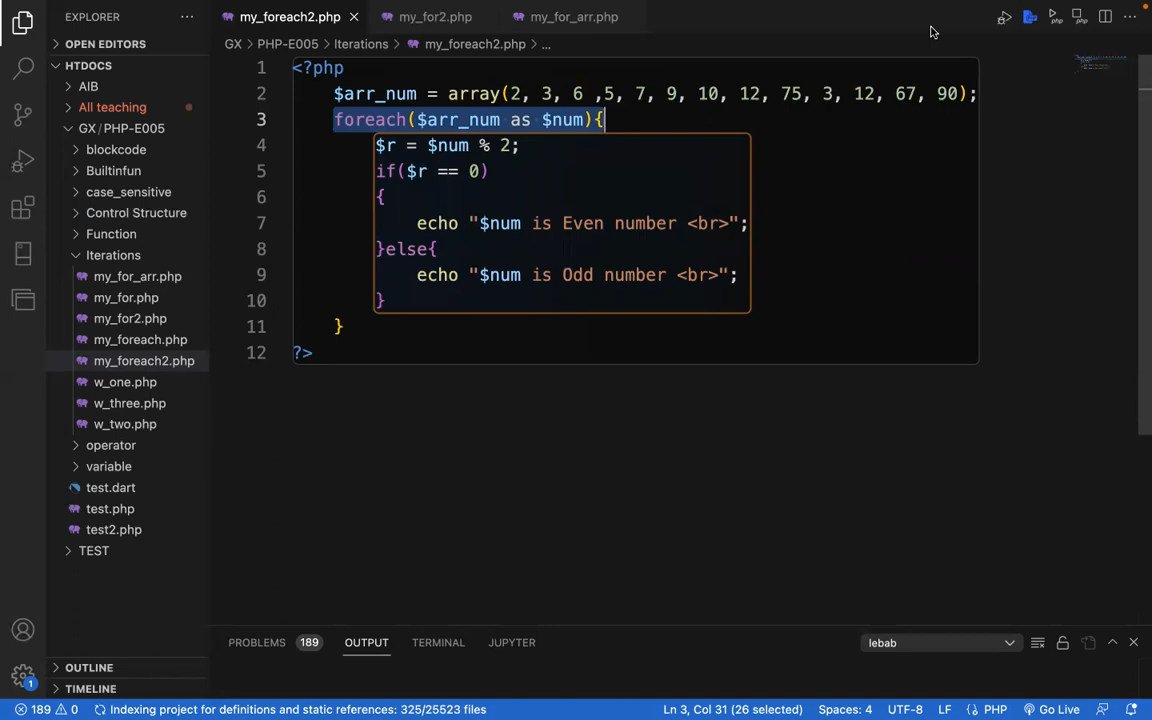 EXPLORER
my_foreach2.php
my_for2.php
my_for_arr.php
OPEN EDITORS
GX > PHP-E005 > Iterations > my_foreach2.php > ...
HTDOCS
AIB
All teaching
GX / PHP-E005
blockcode
Builtinfun
case_sensitive
Control Structure
Function
Iterations
my_for_arr.php
my_for.php
my_for2.php
my_foreach.php
my_foreach2.php
w_one.php
w_three.php
w_two.php
operator
variable
test.dart
test.php
test2.php
TEST
OUTLINE
TIMELINE
1 <?php
2 $arr_num = array(2, 3, 6 ,5, 7, 9, 10, 12, 75, 3, 12, 67, 90);
3 foreach($arr_num as $num){
4 $r = $num % 2;
5 if($r == 0)
6 {
7 echo "$num is Even number <br>";
8 }else{
9 echo "$num is Odd number <br>";
10 }
11 }
12 ?>
PROBLEMS 189 OUTPUT TERMINAL JUPYTER
lebab
1
189 0 Indexing project for definitions and static references: 325/25523 files
Ln 3, Col 31 (26 selected) Spaces: 4 UTF-8 LF {} PHP Go Live